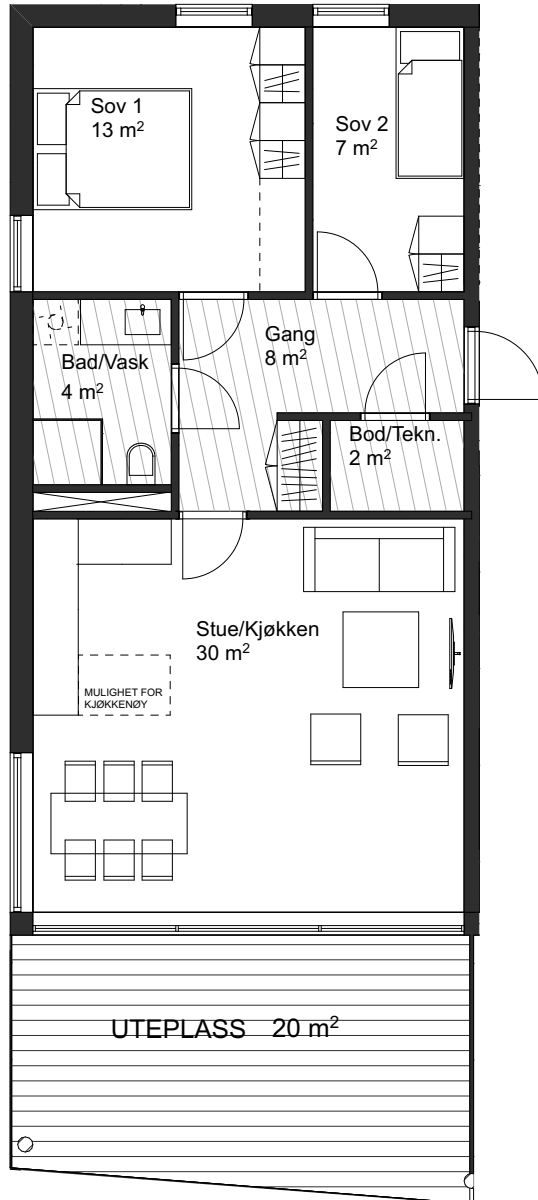 Sov 1
13 m²
Sov 2
7 m²
Gang
8 m²
Bad/Vask
4 m²
Bod/Tekn.
2 m²
Stue/Kjøkken
30 m²
MULIGHET FOR
KJØKKENØY
UTEPLASS 20 m²